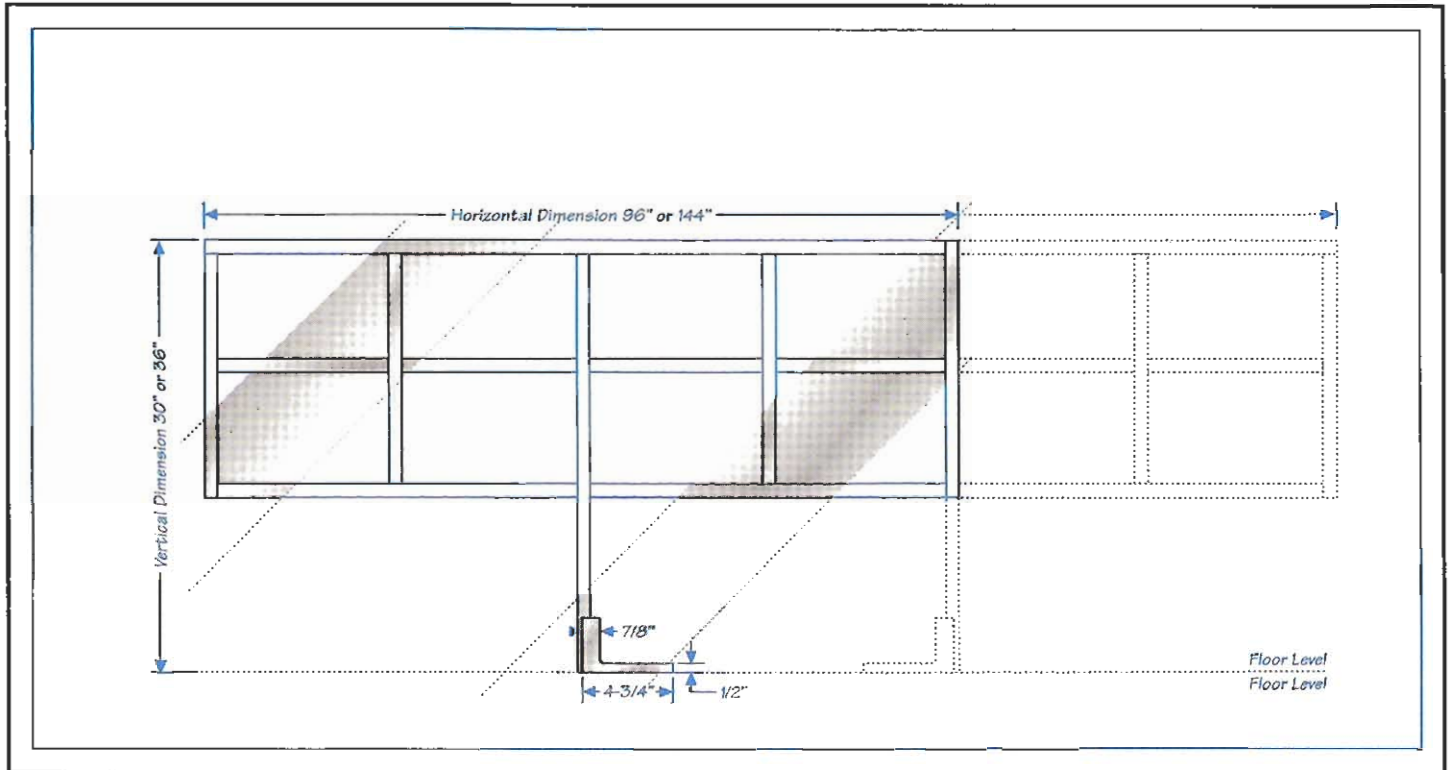 Horizontal Dimension 96" or 144"
Vertical Dimension 30" or 36"
7/8"
Floor Level
4-3/4"
1/2"
Floor Level